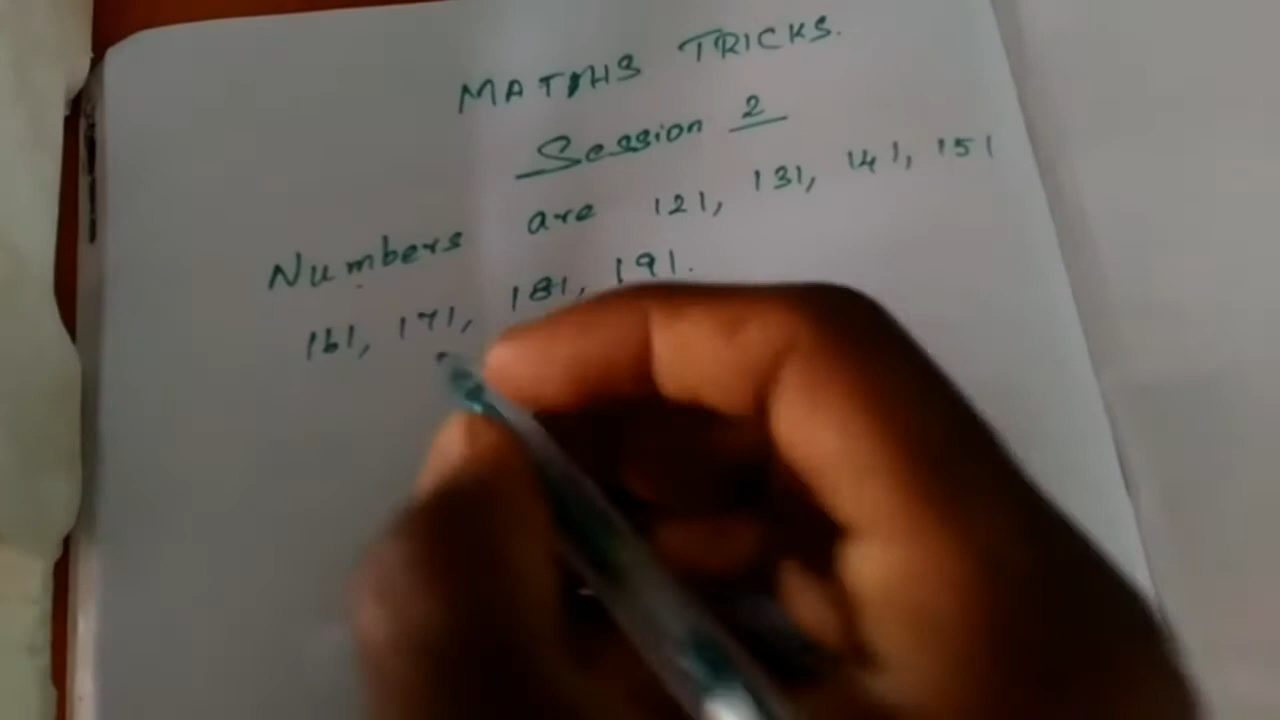 MATHS TRICKS.
Session 2
Numbers are 121, 131, 141, 151
161, 171, 181, 191.